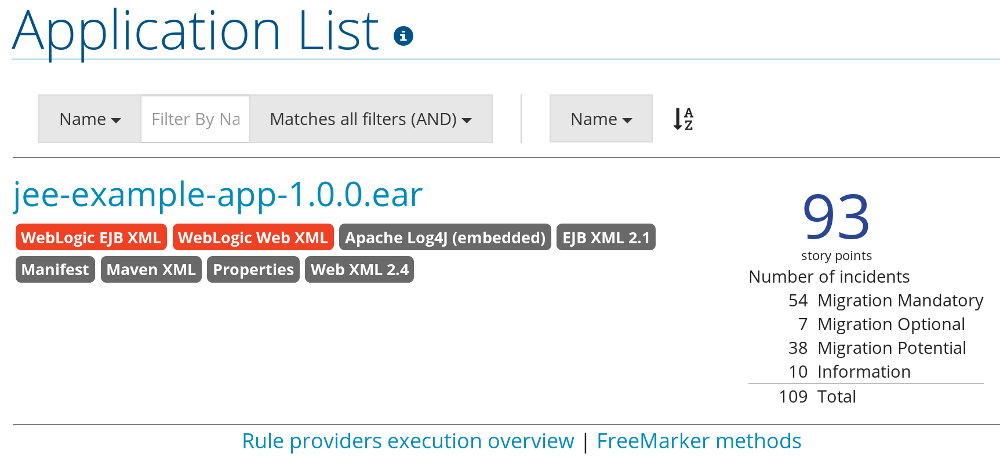 Application List
Name Filter By Na Matches all filters (AND) Name
jee-example-app-1.0.0.ear
WebLogic EJB XML WebLogic Web XML Apache Log4J (embedded) EJB XML 2.1
Manifest Maven XML Properties Web XML 2.4
93
story points
Number of incidents
54 Migration Mandatory
7 Migration Optional
38 Migration Potential
10 Information
109 Total
Rule providers execution overview | FreeMarker methods